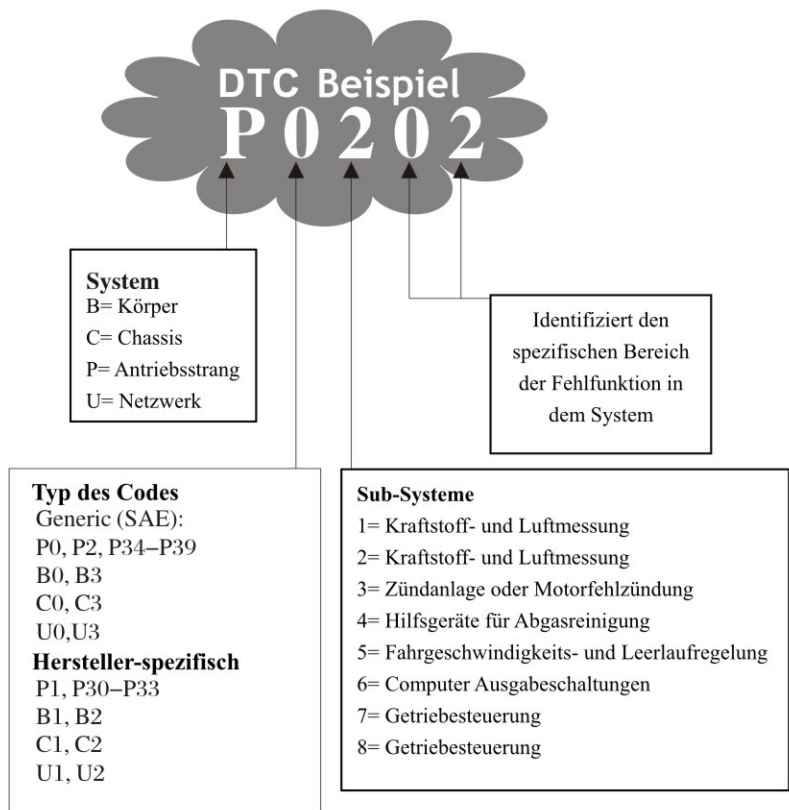 DTC Beispiel
P0202
System
B= Körper
C= Chassis
P= Antriebsstrang
U= Netzwerk
Identifiziert den
spezifischen Bereich
der Fehlfunktion in
dem System
Typ des Codes
Generic (SAE):
P0, P2, P34–P39
B0, B3
C0, C3
U0,U3
Hersteller-spezifisch
P1, P30–P33
B1, B2
C1, C2
U1, U2
Sub-Systeme
1= Kraftstoff- und Luftmessung
2= Kraftstoff- und Luftmessung
3= Zündanlage oder Motorfehlzündung
4= Hilfsgeräte für Abgasreinigung
5= Fahrgeschwindigkeits- und Leerlaufregelung
6= Computer Ausgabeschaltungen
7= Getriebesteuerung
8= Getriebesteuerung